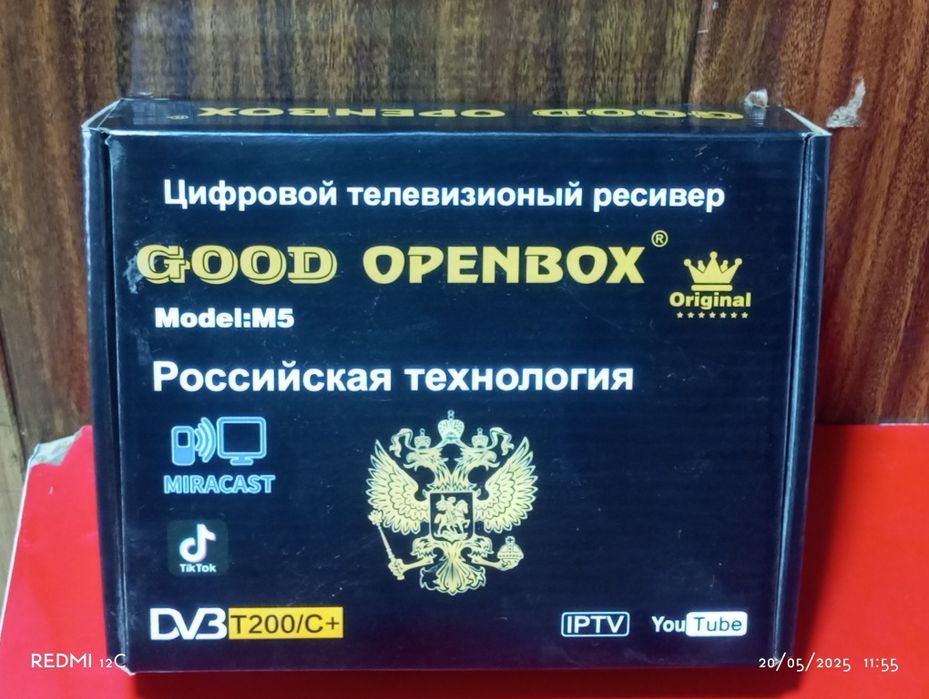 GOOD OPENBOX ®
Цифровой телевизионый ресивер
GOOD OPENBOX ®
Original
Model:M5
Российская технология
MIRACAST
TikTok
DVB T200/C+
IPTV
YouTube
REDMI 12C
20/05/2025 11:55